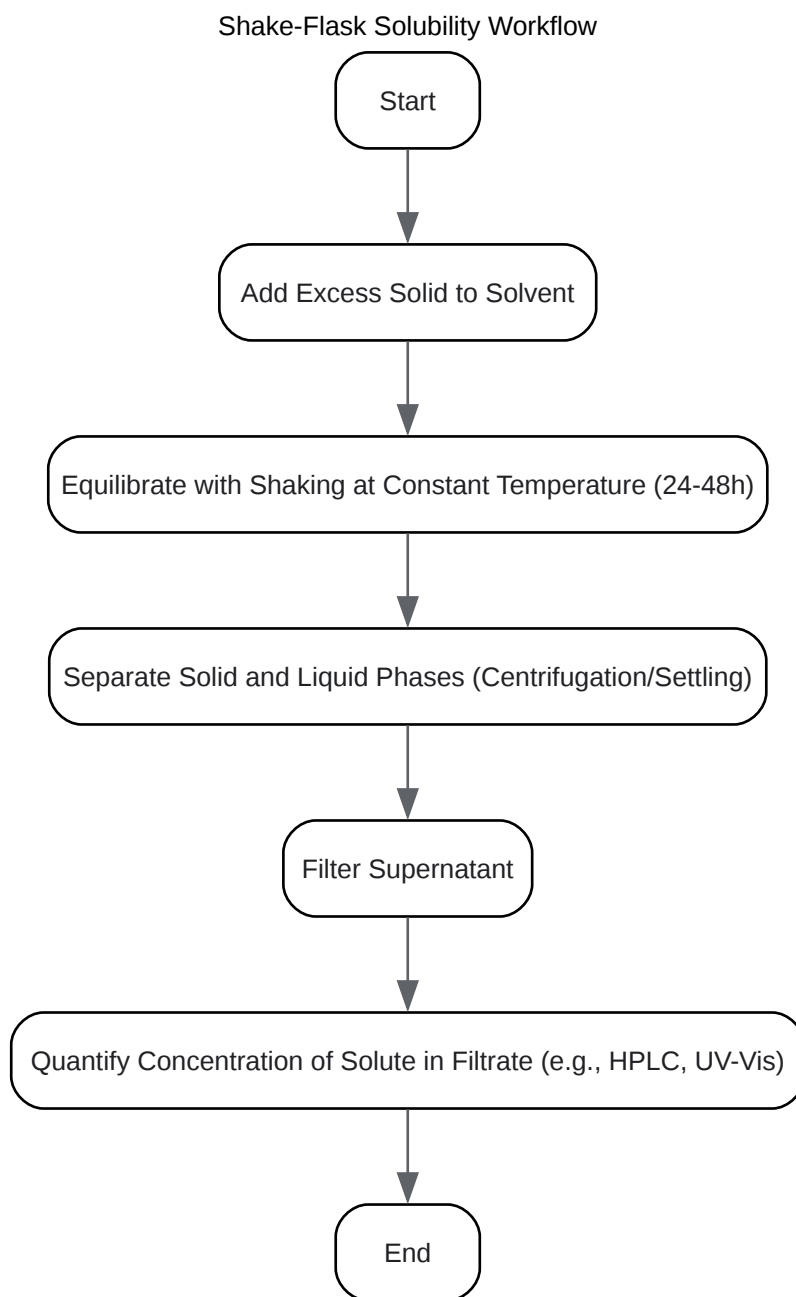 Shake-Flask Solubility Workflow
Start
Add Excess Solid to Solvent
Equilibrate with Shaking at Constant Temperature (24-48h)
Separate Solid and Liquid Phases (Centrifugation/Settling)
Filter Supernatant
Quantify Concentration of Solute in Filtrate (e.g., HPLC, UV-Vis)
End